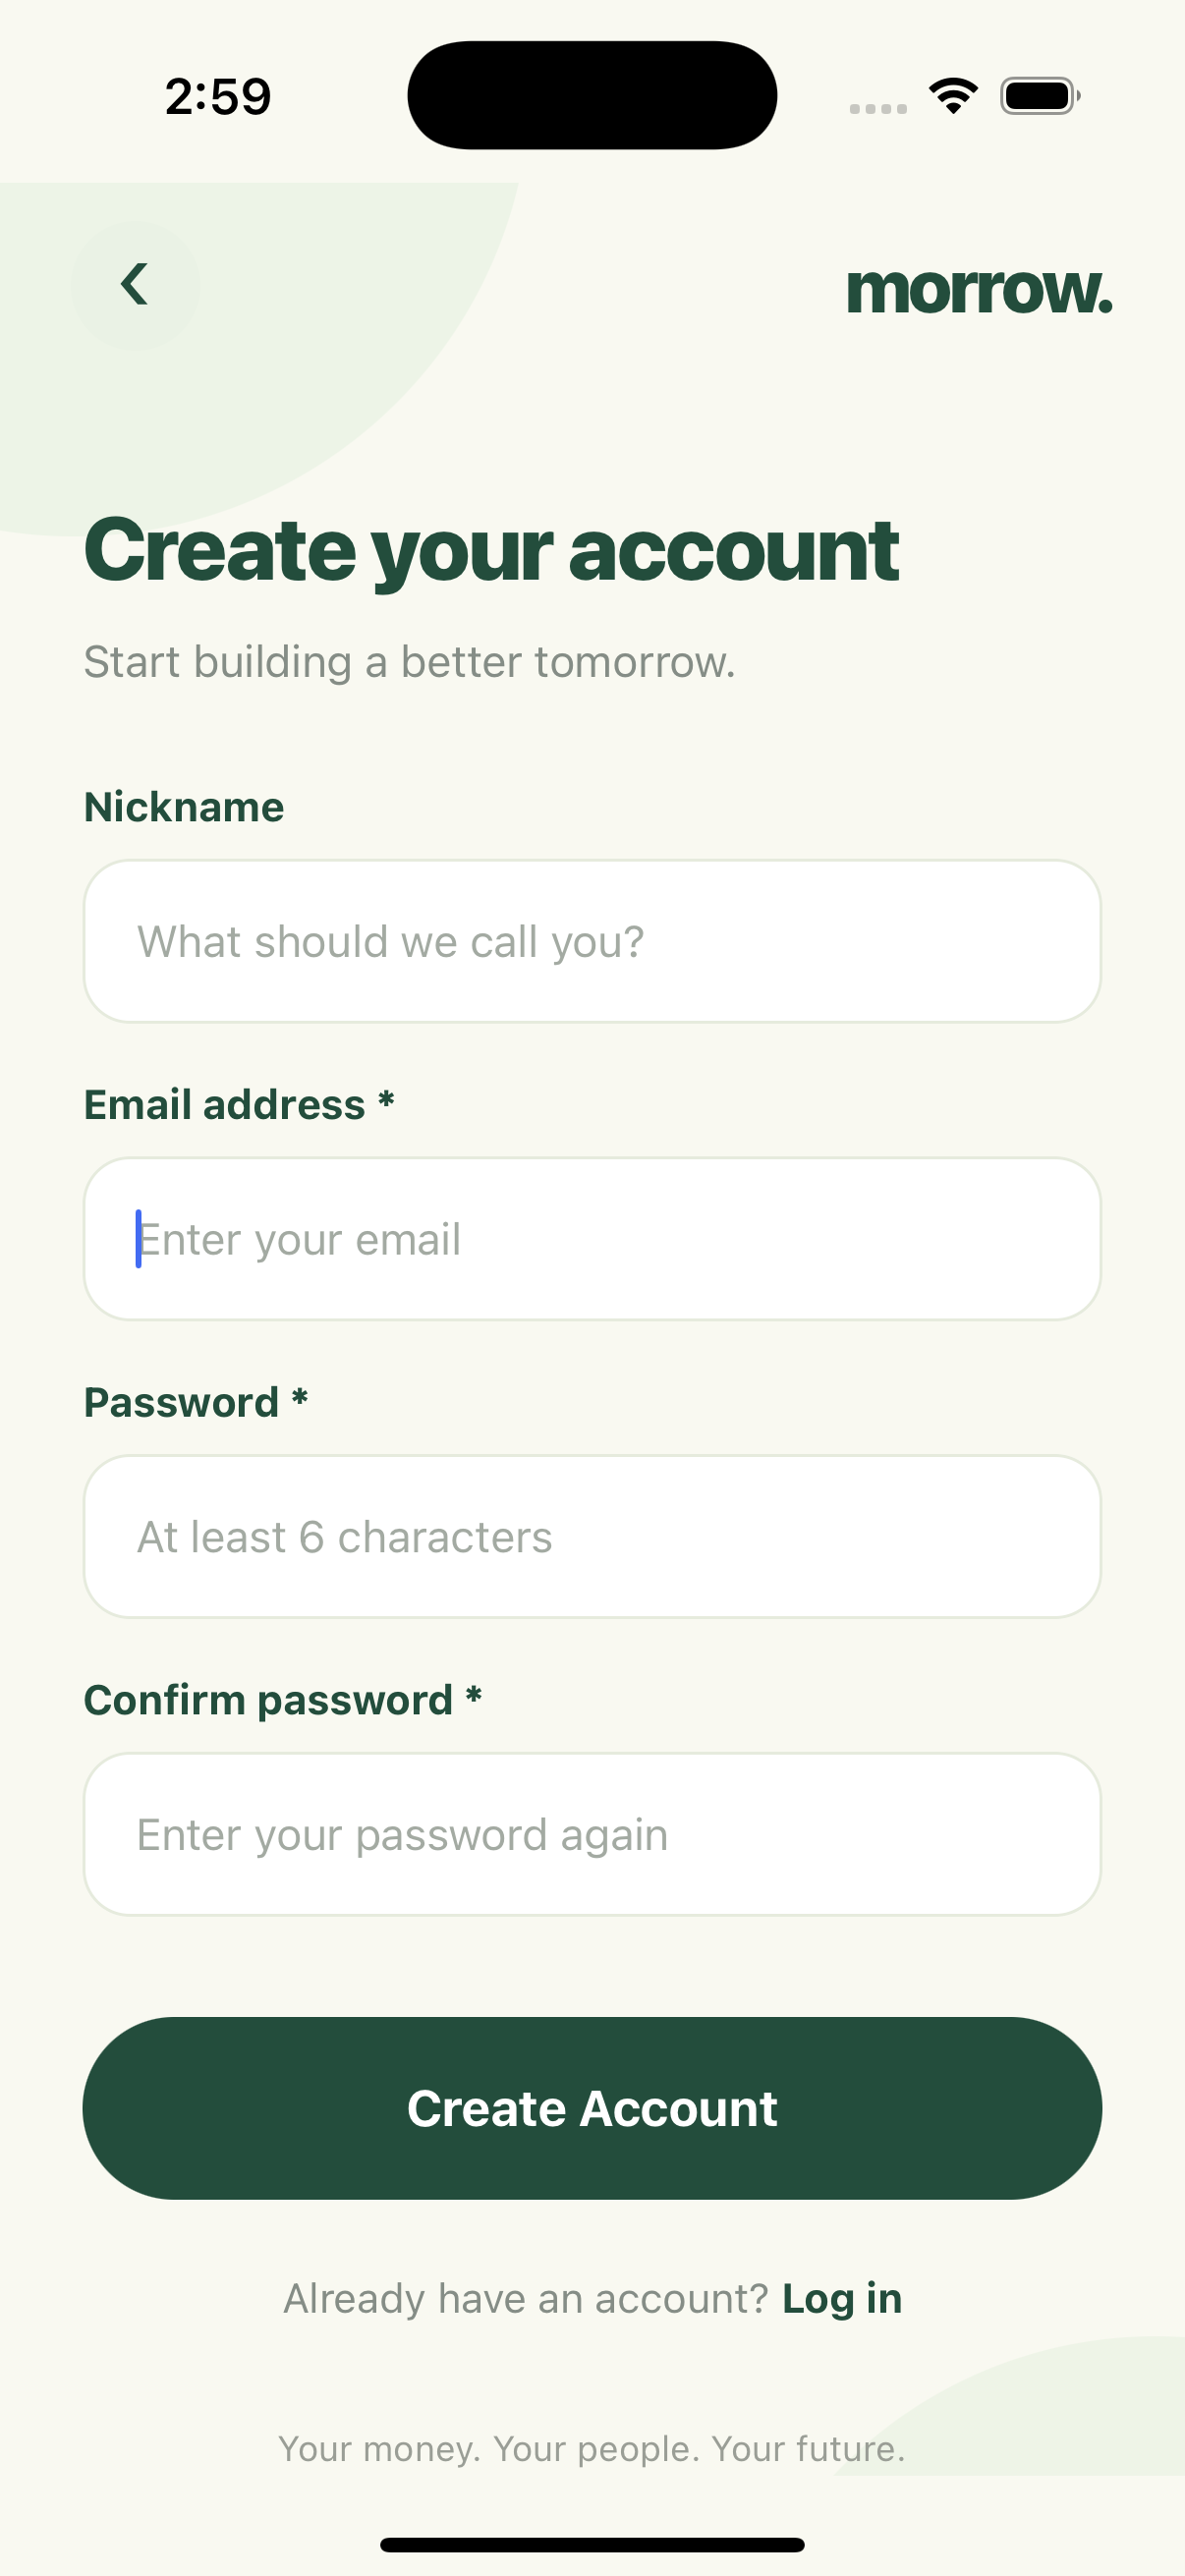 2:59
morrow.
Create your account
Start building a better tomorrow.
Nickname
What should we call you?
Email address *
Enter your email
Password *
At least 6 characters
Confirm password *
Enter your password again
Create Account
Already have an account? Log in
Your money. Your people. Your future.